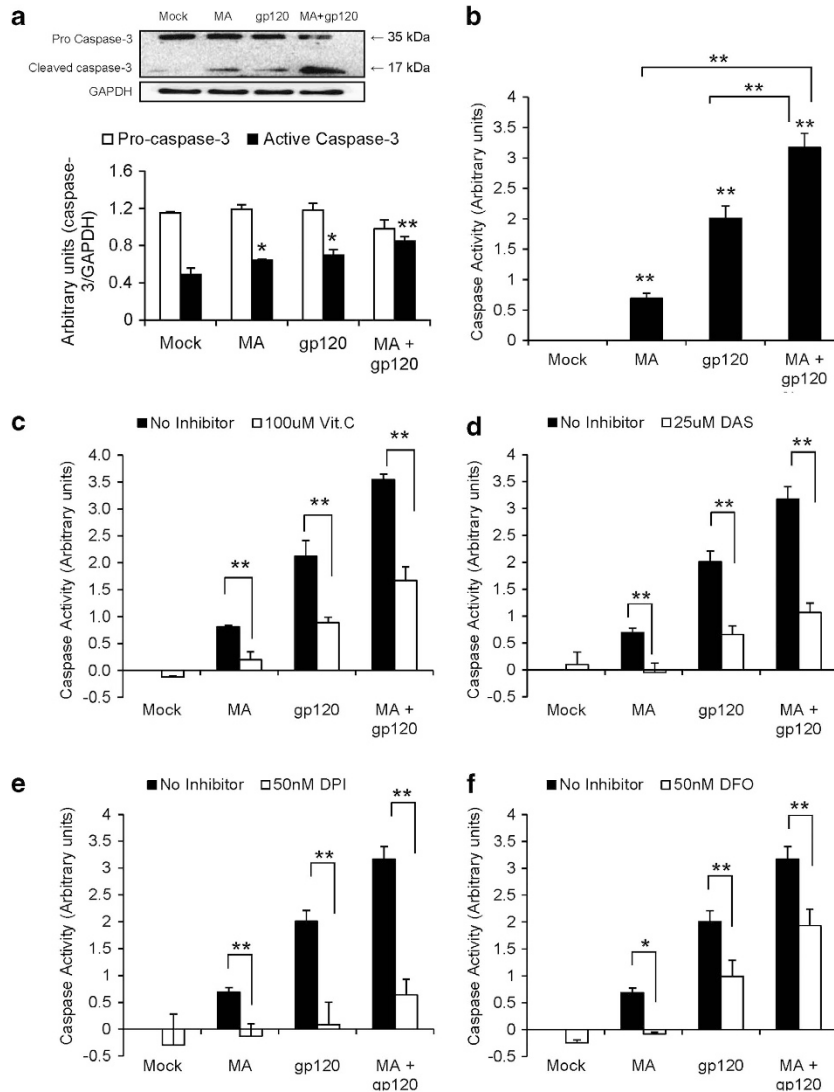 a
Mock MA gp120 MA+gp120
Pro Caspase-3 ← 35 kDa
Cleaved caspase-3 ← 17 kDa
GAPDH
Pro-caspase-3 Active Caspase-3
Arbitrary units (caspase-
3/GAPDH)
1.6
1.2
0.8
0.4
0
* * **
Mock MA gp120 MA +
gp120
b
Caspase Activity (Arbitrary units)
4
3.5
3
2.5
2
1.5
1
0.5
0
**
**
** ** **
Mock MA gp120 MA +
gp120
c
No Inhibitor 100uM Vit.C
Caspase Activity (Arbitrary units)
4.0
3.5
3.0
2.5
2.0
1.5
1.0
0.5
0
-0.5
** ** **
Mock MA gp120 MA +
gp120
d
No Inhibitor 25uM DAS
Caspase Activity (Arbitrary units)
4
3.5
3
2.5
2
1.5
1
0.5
0
-0.5
** ** **
Mock MA gp120 MA +
gp120
e
No Inhibitor 50nM DPI
Caspase Activity (Arbitrary units)
4
3.5
3
2.5
2
1.5
1
0.5
0
-0.5
** ** **
Mock MA gp120 MA +
gp120
f
No Inhibitor 50nM DFO
Caspase Activity (Arbitrary units)
4
3.5
3
2.5
2
1.5
1
0.5
0
-0.5
* ** **
Mock MA gp120 MA +
gp120